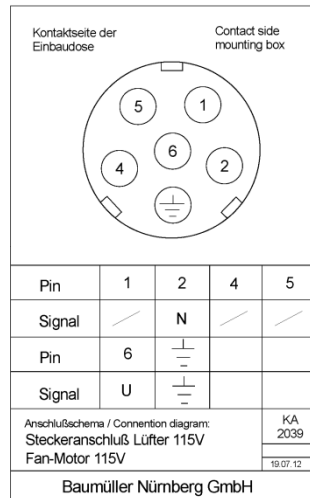 Kontaktseite der
Einbaudose
Contact side
mounting box
5 1
6
4 2
Pin 1 2 4 5
Signal N
Pin 6
Signal U
Anschlußschema / Connention diagram:
Steckeranschluß Lüfter 115V
Fan-Motor 115V
KA
2039
19.07.12
Baumüller Nürnberg GmbH